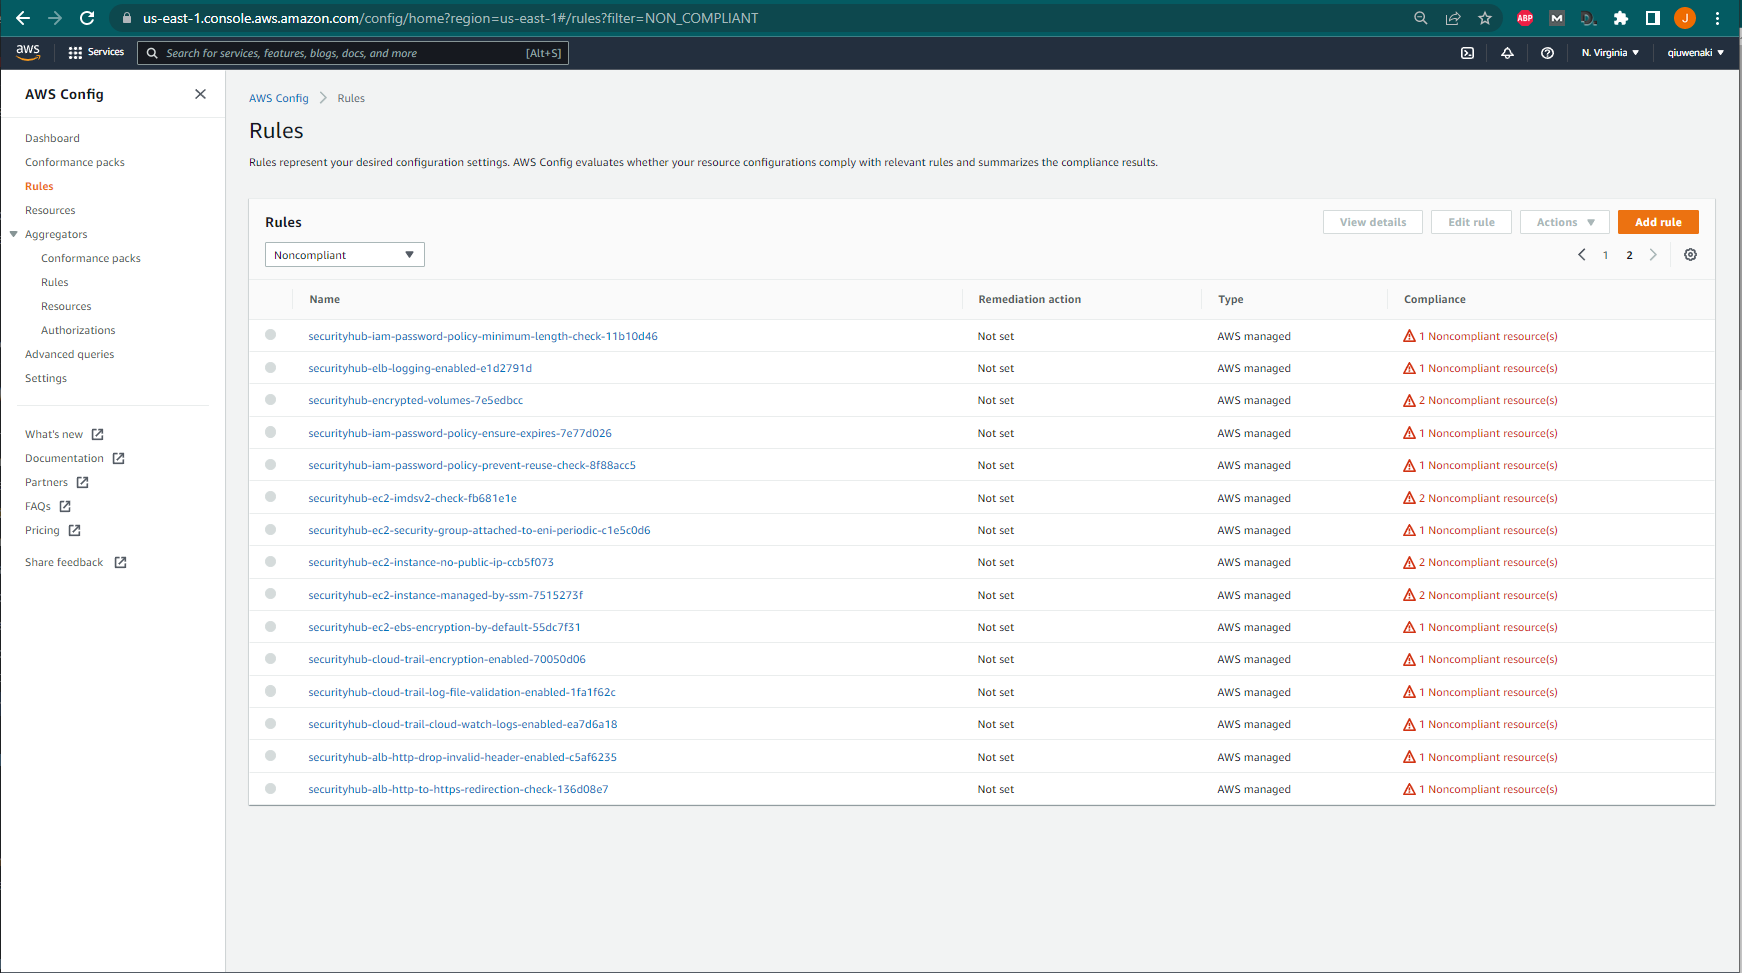 us-east-1.console.aws.amazon.com/config/home?region=us-east-1#/rules?filter=NON_COMPLIANT
ABP
M
J
aws
Services
Search for services, features, blogs, docs, and more
[Alt+S]
N. Virginia
qiuwenaki
AWS Config
Dashboard
Conformance packs
Rules
Resources
Aggregators
Conformance packs
Rules
Resources
Authorizations
Advanced queries
Settings
What's new
Documentation
Partners
FAQs
Pricing
Share feedback
AWS Config > Rules
Rules
Rules represent your desired configuration settings. AWS Config evaluates whether your resource configurations comply with relevant rules and summarizes the compliance results.
Rules
View details
Edit rule
Actions
Add rule
Noncompliant
1 2
Name Remediation action Type Compliance
securityhub-iam-password-policy-minimum-length-check-11b10d46 Not set AWS managed 1 Noncompliant resource(s)
securityhub-elb-logging-enabled-e1d2791d Not set AWS managed 1 Noncompliant resource(s)
securityhub-encrypted-volumes-7e5edbcc Not set AWS managed 2 Noncompliant resource(s)
securityhub-iam-password-policy-ensure-expires-7e77d026 Not set AWS managed 1 Noncompliant resource(s)
securityhub-iam-password-policy-prevent-reuse-check-8f88acc5 Not set AWS managed 1 Noncompliant resource(s)
securityhub-ec2-imdsv2-check-fb681e1e Not set AWS managed 2 Noncompliant resource(s)
securityhub-ec2-security-group-attached-to-eni-periodic-c1e5c0d6 Not set AWS managed 1 Noncompliant resource(s)
securityhub-ec2-instance-no-public-ip-ccb5f073 Not set AWS managed 2 Noncompliant resource(s)
securityhub-ec2-instance-managed-by-ssm-7515273f Not set AWS managed 2 Noncompliant resource(s)
securityhub-ec2-ebs-encryption-by-default-55dc7f31 Not set AWS managed 1 Noncompliant resource(s)
securityhub-cloud-trail-encryption-enabled-70050d06 Not set AWS managed 1 Noncompliant resource(s)
securityhub-cloud-trail-log-file-validation-enabled-1fa1f62c Not set AWS managed 1 Noncompliant resource(s)
securityhub-cloud-trail-cloud-watch-logs-enabled-ea7d6a18 Not set AWS managed 1 Noncompliant resource(s)
securityhub-alb-http-drop-invalid-header-enabled-c5af6235 Not set AWS managed 1 Noncompliant resource(s)
securityhub-alb-http-to-https-redirection-check-136d08e7 Not set AWS managed 1 Noncompliant resource(s)